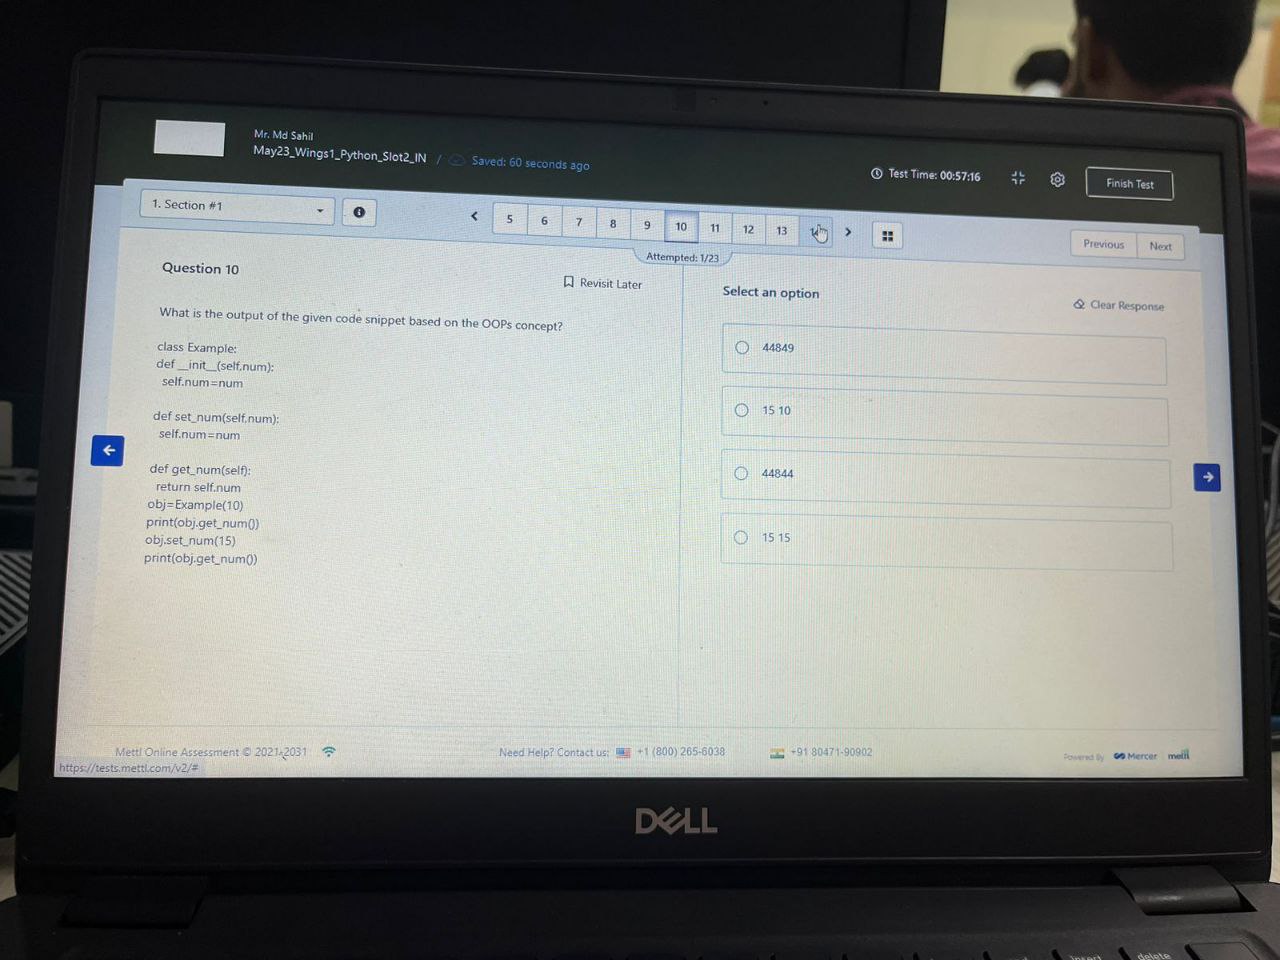 Mr. Md Sahil
May23_Wings1_Python_Slot2_IN / Saved: 60 seconds ago
Test Time: 00:57:16
Finish Test
1. Section #1
5 6 7 8 9 10 11 12 13
Previous Next
Attempted: 1/23
Question 10
Revisit Later
What is the output of the given code snippet based on the OOPs concept?
class Example:
def __init__(self,num):
self.num=num
def set_num(self,num):
self.num=num
def get_num(self):
return self.num
obj=Example(10)
print(obj.get_num())
obj.set_num(15)
print(obj.get_num())
Select an option
Clear Response
44849
15 10
44844
15 15
Mettl Online Assessment © 2021-2031
Need Help? Contact us: +1 (800) 265-6038 +91 80471-90902
Powered By Mercer mettl
https://tests.mettl.com/v2/#
DELL
insert
delete